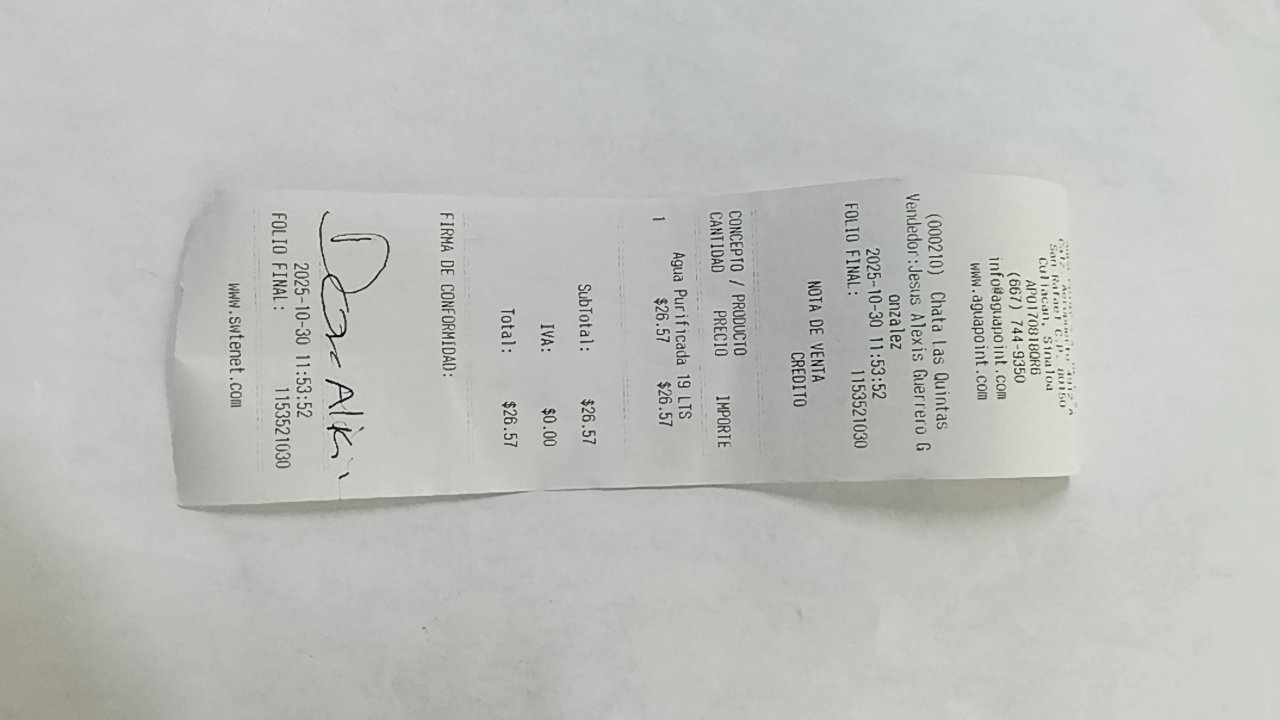 San Rafael, C.P. 80150
Culiacan, Sinaloa
APO170818QR6
(667) 744-9350
info@aguapoint.com
www.aguapoint.com
(000210) Chata Las Quintas
Vendedor:Jesus Alexis Guerrero G
onzalez
2025-10-30 11:53:52
FOLIO FINAL: 1153521030
NOTA DE VENTA
CREDITO
CONCEPTO / PRODUCTO
CANTIDAD PRECIO IMPORTE
Agua Purificada 19 LTS
1 $26.57 $26.57
SubTotal: $26.57
IVA: $0.00
Total: $26.57
FIRMA DE CONFORMIDAD:
2025-10-30 11:53:52
FOLIO FINAL: 1153521030
www.swtenet.com